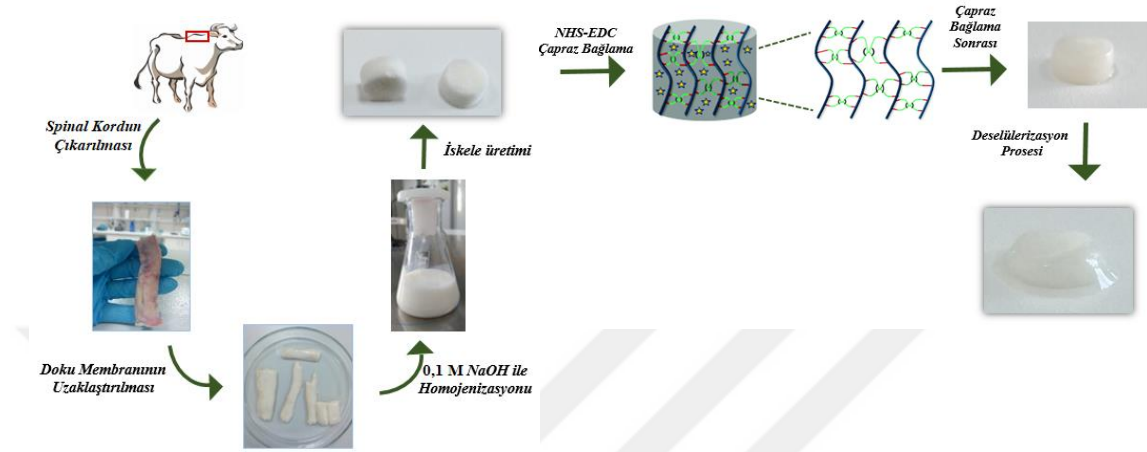 Spinal Kordun
Çıkarılması
Doku Membranının
Uzaklaştırılması
0,1 M NaOH ile
Homojenizasyonu
İskele üretimi
NHS-EDC
Çapraz Bağlama
Çapraz
Bağlama
Sonrası
Deselülerizasyon
Prosesi